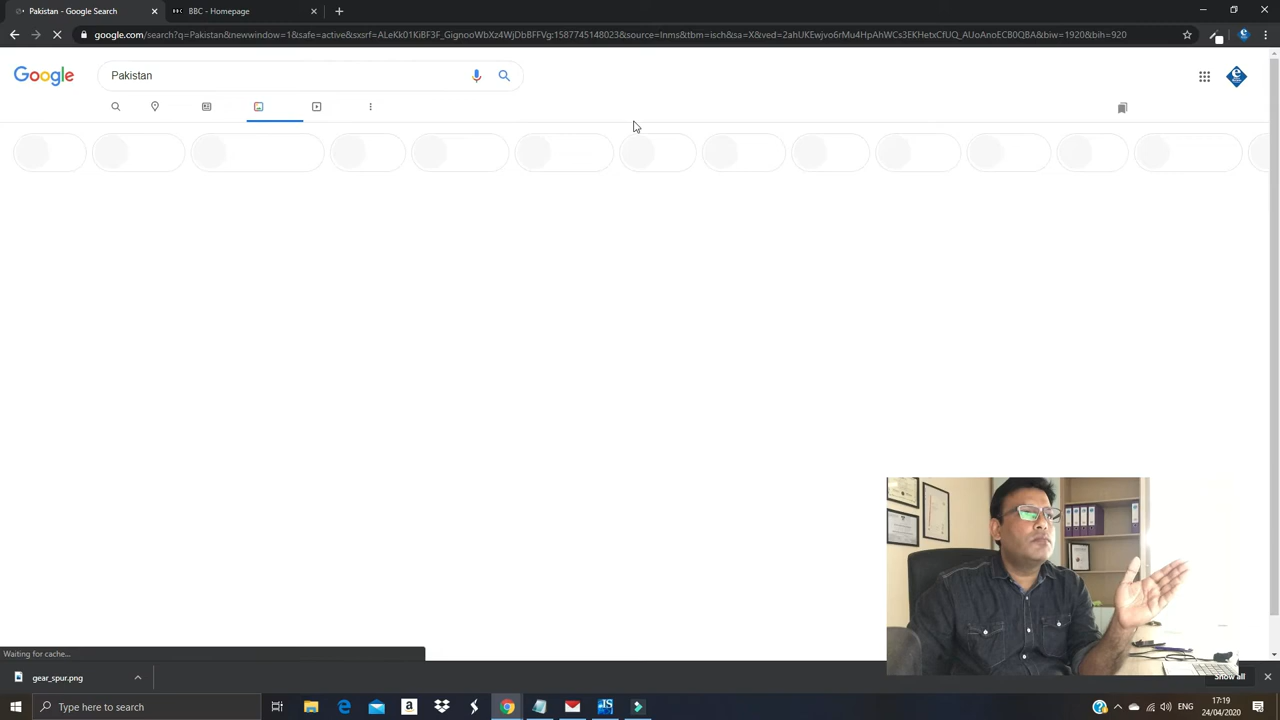 Pakistan - Google Search
BBC - Homepage
google.com/search?q=Pakistan&newwindow=1&safe=active&sxsrf=ALeKk01KiBF3F_GignooWbXz4WjDbBFFVg:1587745148023&source=lnms&tbm=isch&sa=X&ved=2ahUKEwjvo6rMu4HpAhWCs3EKHetxCfUQ_AUoAnoECB0QBA&biw=1920&bih=920
Google
Pakistan
Waiting for cache...
gear_spur.png
Show all
Type here to search
ENG
17:19
24/04/2020